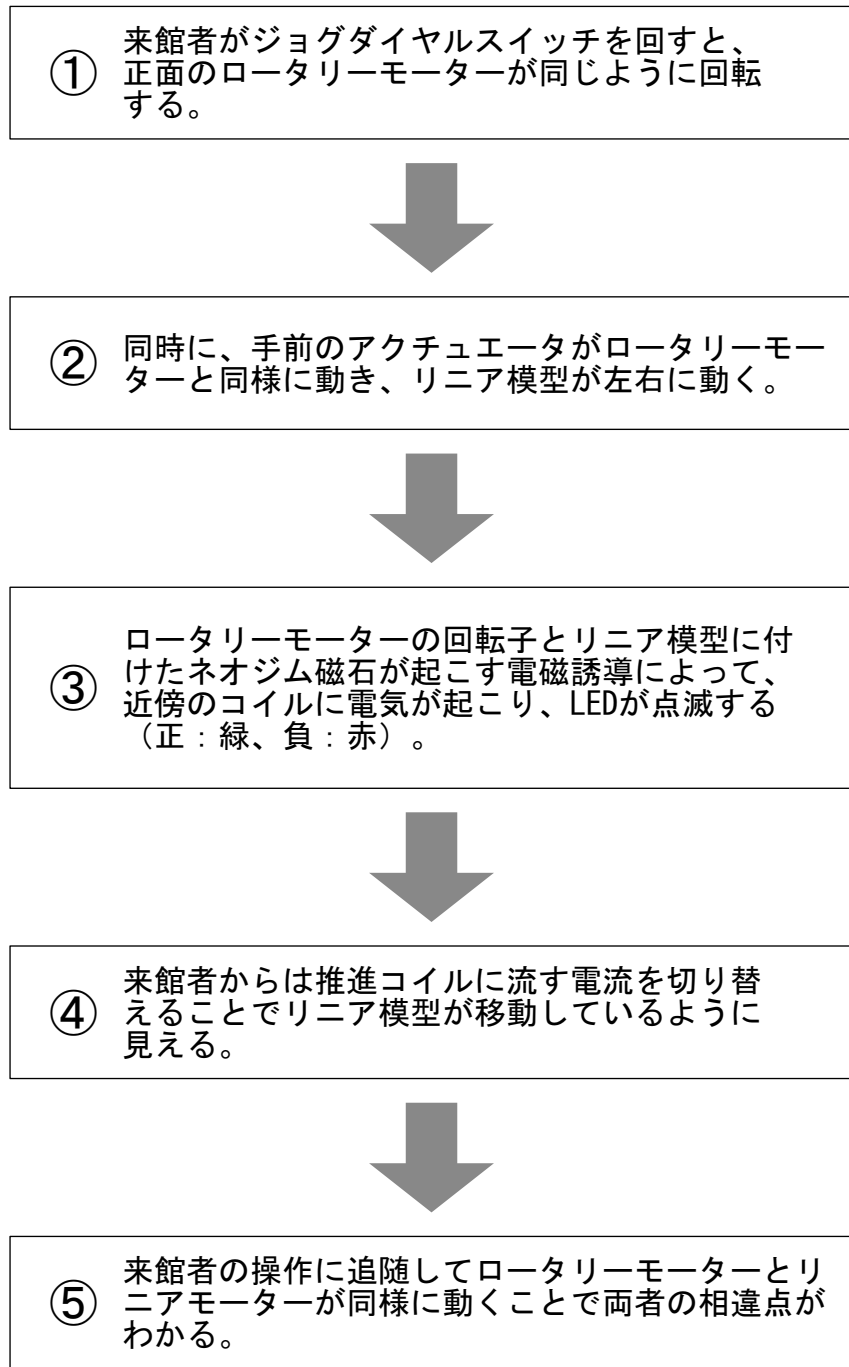 ①
来館者がジョグダイヤルスイッチを回すと、
正面のロータリーモーターが同じように回転
する。
②
同時に、手前のアクチュエータがロータリーモー
ターと同様に動き、リニア模型が左右に動く。
③
ロータリーモーターの回転子とリニア模型に付
けたネオジム磁石が起こす電磁誘導によって、
近傍のコイルに電気が起こり、LEDが点滅する
（正：緑、負：赤）。
④
来館者からは推進コイルに流す電流を切り替
えることでリニア模型が移動しているように
見える。
⑤
来館者の操作に追随してロータリーモーターとリ
ニアモーターが同様に動くことで両者の相違点が
わかる。